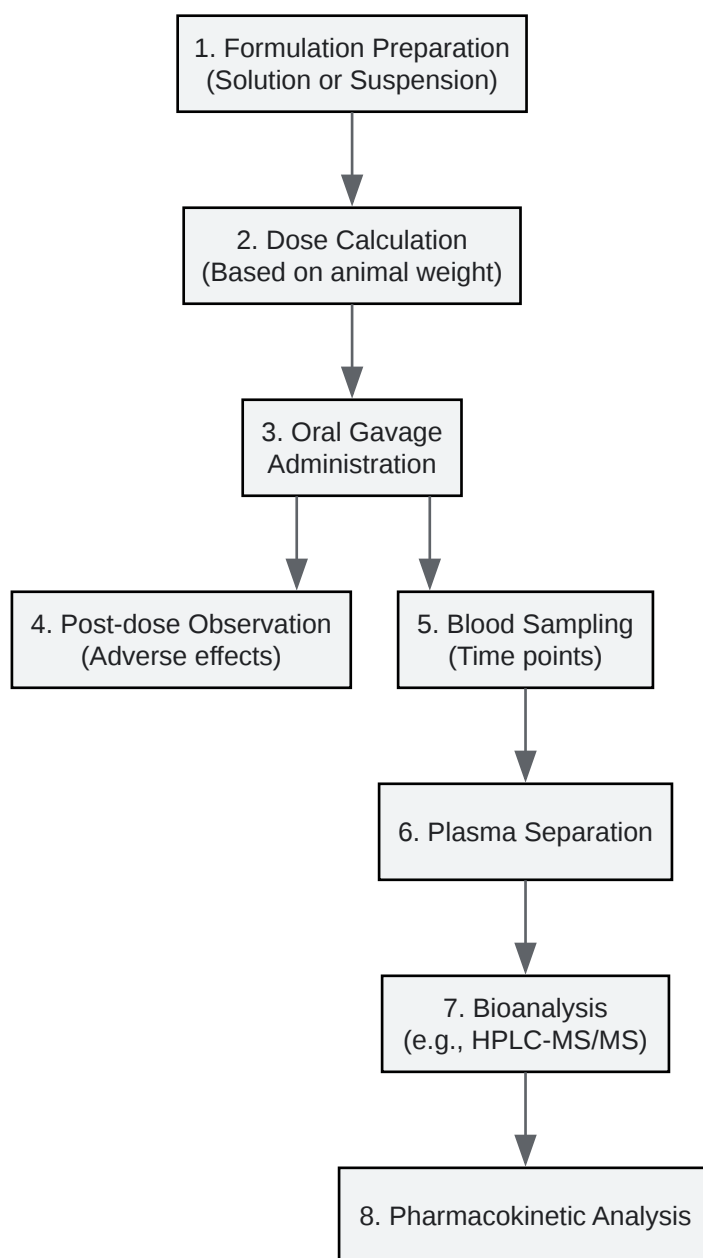 1. Formulation Preparation
(Solution or Suspension)
2. Dose Calculation
(Based on animal weight)
3. Oral Gavage
Administration
4. Post-dose Observation
(Adverse effects)
5. Blood Sampling
(Time points)
6. Plasma Separation
7. Bioanalysis
(e.g., HPLC-MS/MS)
8. Pharmacokinetic Analysis